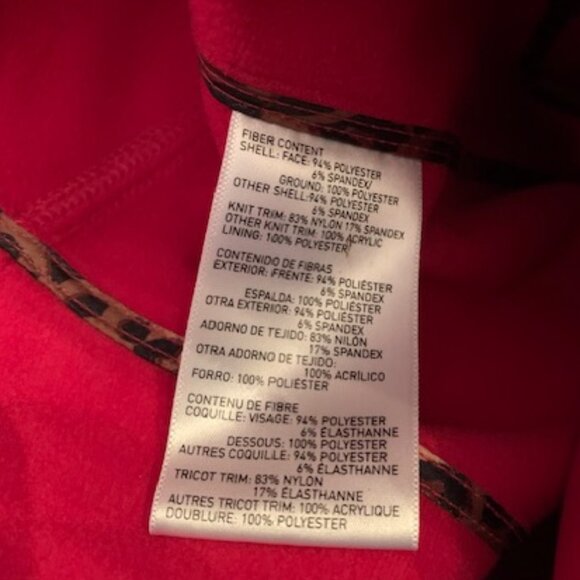 FIBER CONTENT
SHELL: FACE: 94% POLYESTER
6% SPANDEX/
GROUND: 100% POLYESTER
OTHER SHELL:94% POLYESTER
6% SPANDEX
KNIT TRIM: 83% NYLON 17% SPANDEX
OTHER KNIT TRIM: 100% ACRYLIC
LINING: 100% POLYESTER
CONTENIDO DE FIBRAS
EXTERIOR: FRENTE: 94% POLIÉSTER
6% SPANDEX
ESPALDA: 100% POLIÉSTER
OTRA EXTERIOR: 94% POLIÉSTER
6% SPANDEX
ADORNO DE TEJIDO: 83% NILÓN
17% SPANDEX
OTRA ADORNO DE TEJIDO:
100% ACRÍLICO
FORRO: 100% POLIÉSTER
CONTENU DE FIBRE
COQUILLE: VISAGE: 94% POLYESTER
6% ÉLASTHANNE
DESSOUS: 100% POLYESTER
AUTRES COQUILLE: 94% POLYESTER
6% ÉLASTHANNE
TRICOT TRIM: 83% NYLON
17% ÉLASTHANNE
AUTRES TRICOT TRIM: 100% ACRYLIQUE
DOUBLURE: 100% POLYESTER